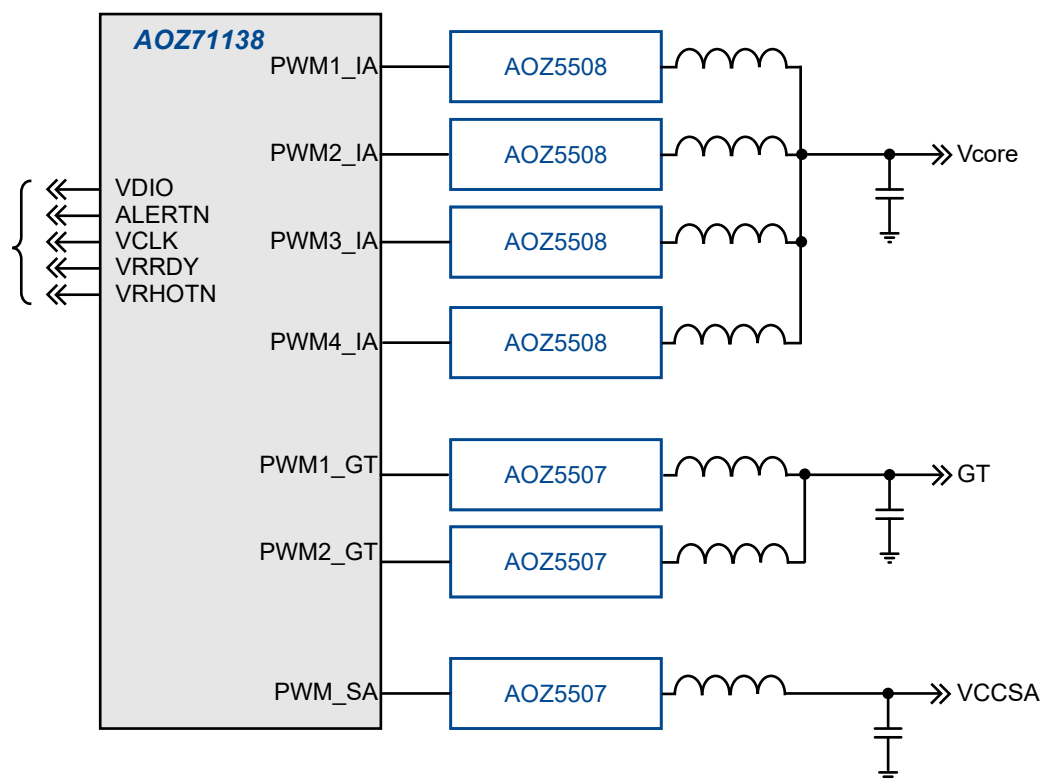 AOZ71138
PWM1_IA
AOZ5508
PWM2_IA
AOZ5508
Vcore
VDIO
ALERTN
VCLK
VRRDY
VRHOTN
PWM3_IA
AOZ5508
PWM4_IA
AOZ5508
PWM1_GT
AOZ5507
GT
PWM2_GT
AOZ5507
PWM_SA
AOZ5507
VCCSA